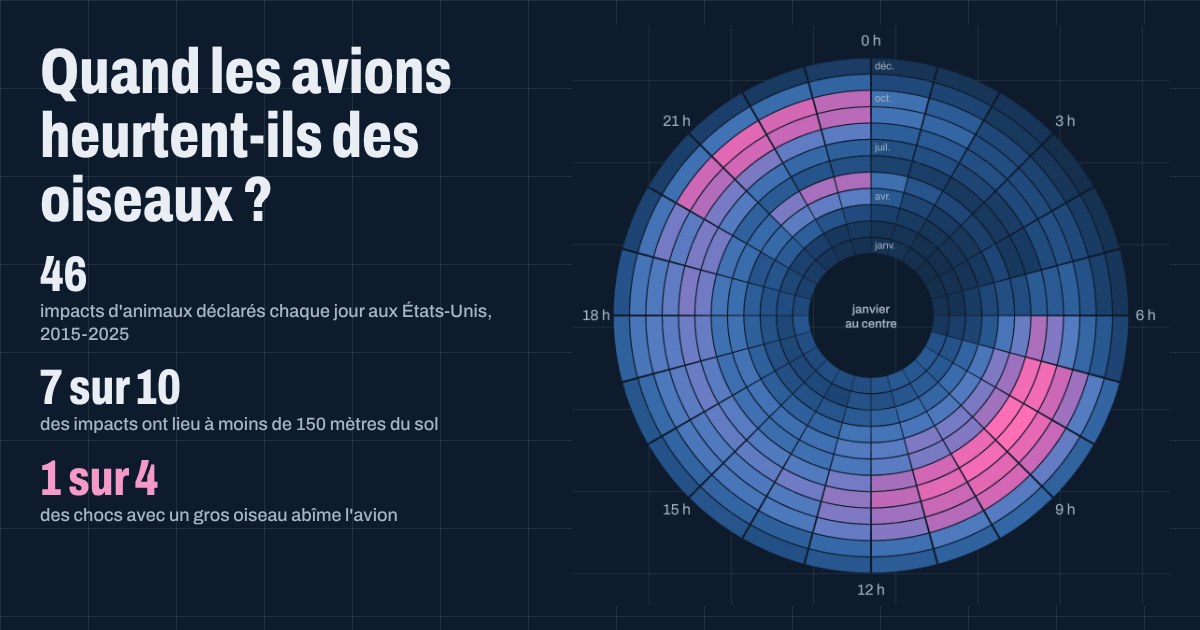 Quand les avions
heurtent-ils des
oiseaux ?
46
impacts d'animaux déclarés chaque jour aux États-Unis,
2015-2025
7 sur 10
des impacts ont lieu à moins de 150 mètres du sol
1 sur 4
des chocs avec un gros oiseau abîme l'avion
0 h
déc.
oct.
21 h
3 h
juil.
avr.
janv.
18 h
janvier
au centre
6 h
15 h
9 h
12 h